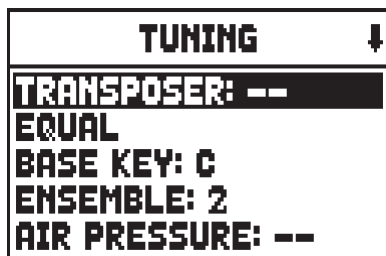 TUNING
TRANSPOSER: --
EQUAL
BASE KEY: C
ENSEMBLE: 2
AIR PRESSURE: --